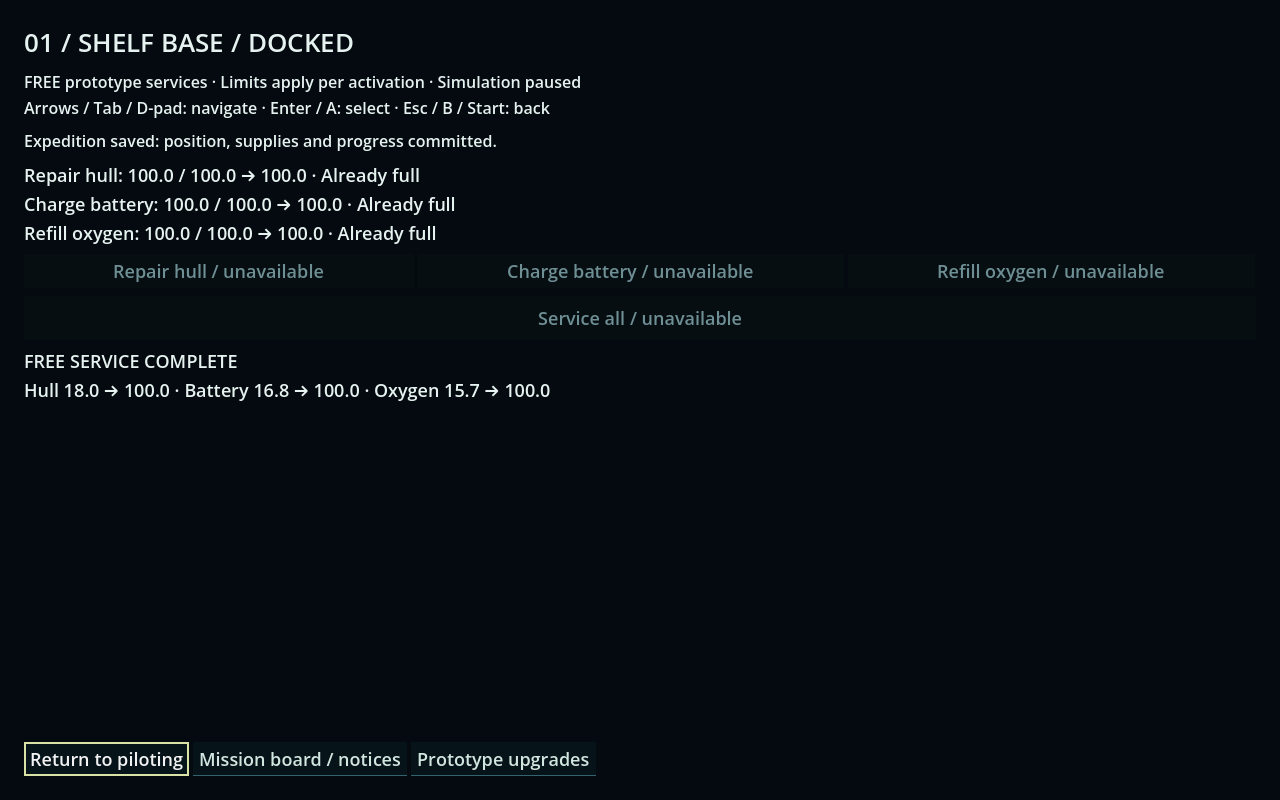 01 / SHELF BASE / DOCKED
FREE prototype services · Limits apply per activation · Simulation paused
Arrows / Tab / D-pad: navigate · Enter / A: select · Esc / B / Start: back
Expedition saved: position, supplies and progress committed.
Repair hull: 100.0 / 100.0 → 100.0 · Already full
Charge battery: 100.0 / 100.0 → 100.0 · Already full
Refill oxygen: 100.0 / 100.0 → 100.0 · Already full
Repair hull / unavailable Charge battery / unavailable Refill oxygen / unavailable
Service all / unavailable
FREE SERVICE COMPLETE
Hull 18.0 → 100.0 · Battery 16.8 → 100.0 · Oxygen 15.7 → 100.0
Return to piloting Mission board / notices Prototype upgrades